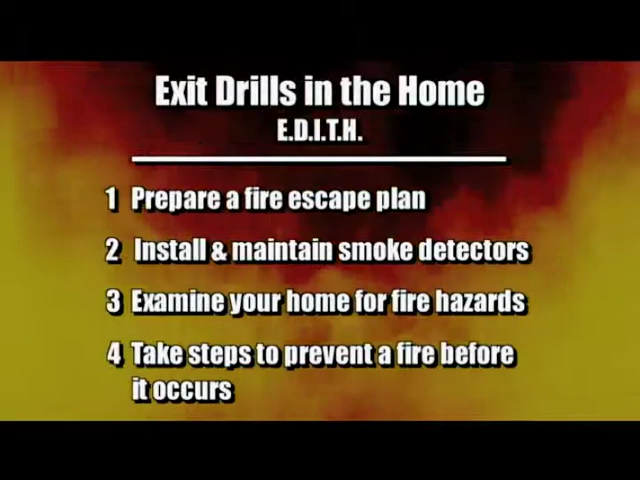 Exit Drills in the Home
E.D.I.T.H.
1 Prepare a fire escape plan
2 Install & maintain smoke detectors
3 Examine your home for fire hazards
4 Take steps to prevent a fire before
it occurs